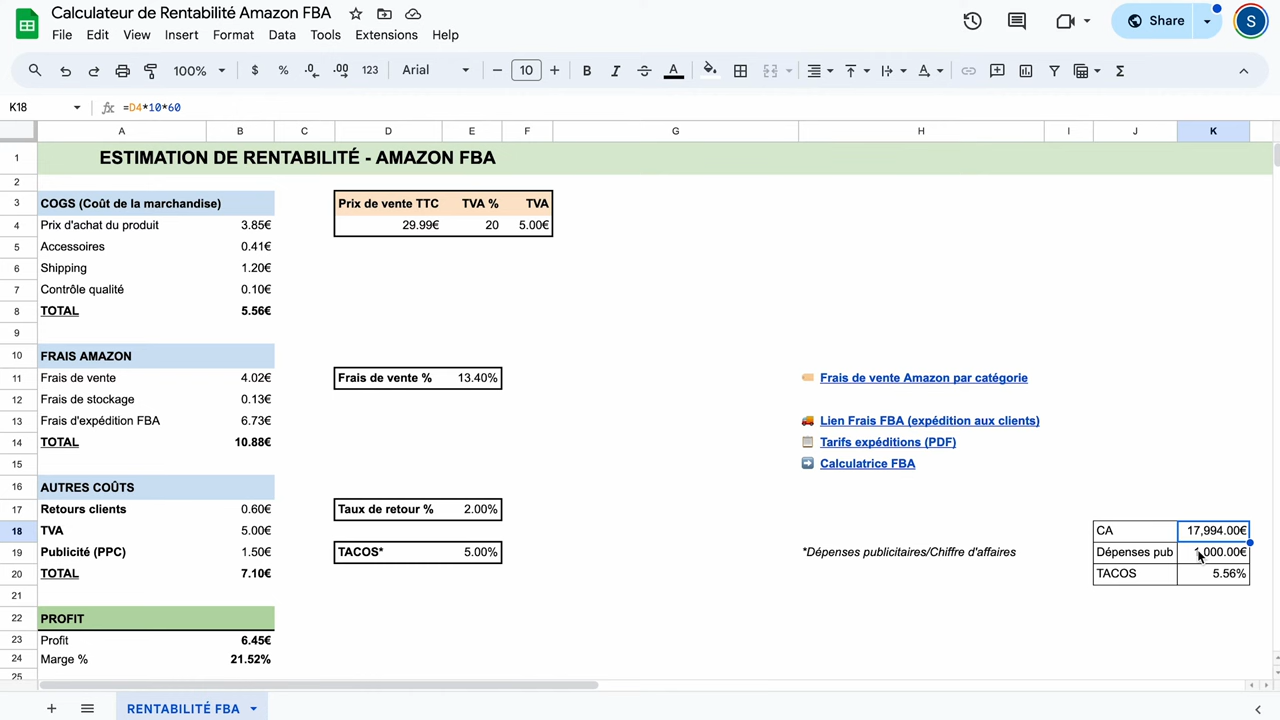 Calculateur de Rentabilité Amazon FBA
File Edit View Insert Format Data Tools Extensions Help
Share
S
100% $ % .0 .00 123 Arial 10 B I A
K18 fx =D4*10*60
A B C D E F G H I J K
1 ESTIMATION DE RENTABILITÉ - AMAZON FBA
2
3 COGS (Coût de la marchandise) Prix de vente TTC TVA % TVA
4 Prix d'achat du produit 3.85€ 29.99€ 20 5.00€
5 Accessoires 0.41€
6 Shipping 1.20€
7 Contrôle qualité 0.10€
8 TOTAL 5.56€
9
10 FRAIS AMAZON
11 Frais de vente 4.02€ Frais de vente % 13.40% Frais de vente Amazon par catégorie
12 Frais de stockage 0.13€
13 Frais d'expédition FBA 6.73€ Lien Frais FBA (expédition aux clients)
14 TOTAL 10.88€ Tarifs expéditions (PDF)
15 Calculatrice FBA
16 AUTRES COÛTS
17 Retours clients 0.60€ Taux de retour % 2.00%
18 TVA 5.00€ CA 17,994.00€
19 Publicité (PPC) 1.50€ TACOS* 5.00% *Dépenses publicitaires/Chiffre d'affaires Dépenses pub 1,000.00€
20 TOTAL 7.10€ TACOS 5.56%
21
22 PROFIT
23 Profit 6.45€
24 Marge % 21.52%
25
RENTABILITÉ FBA